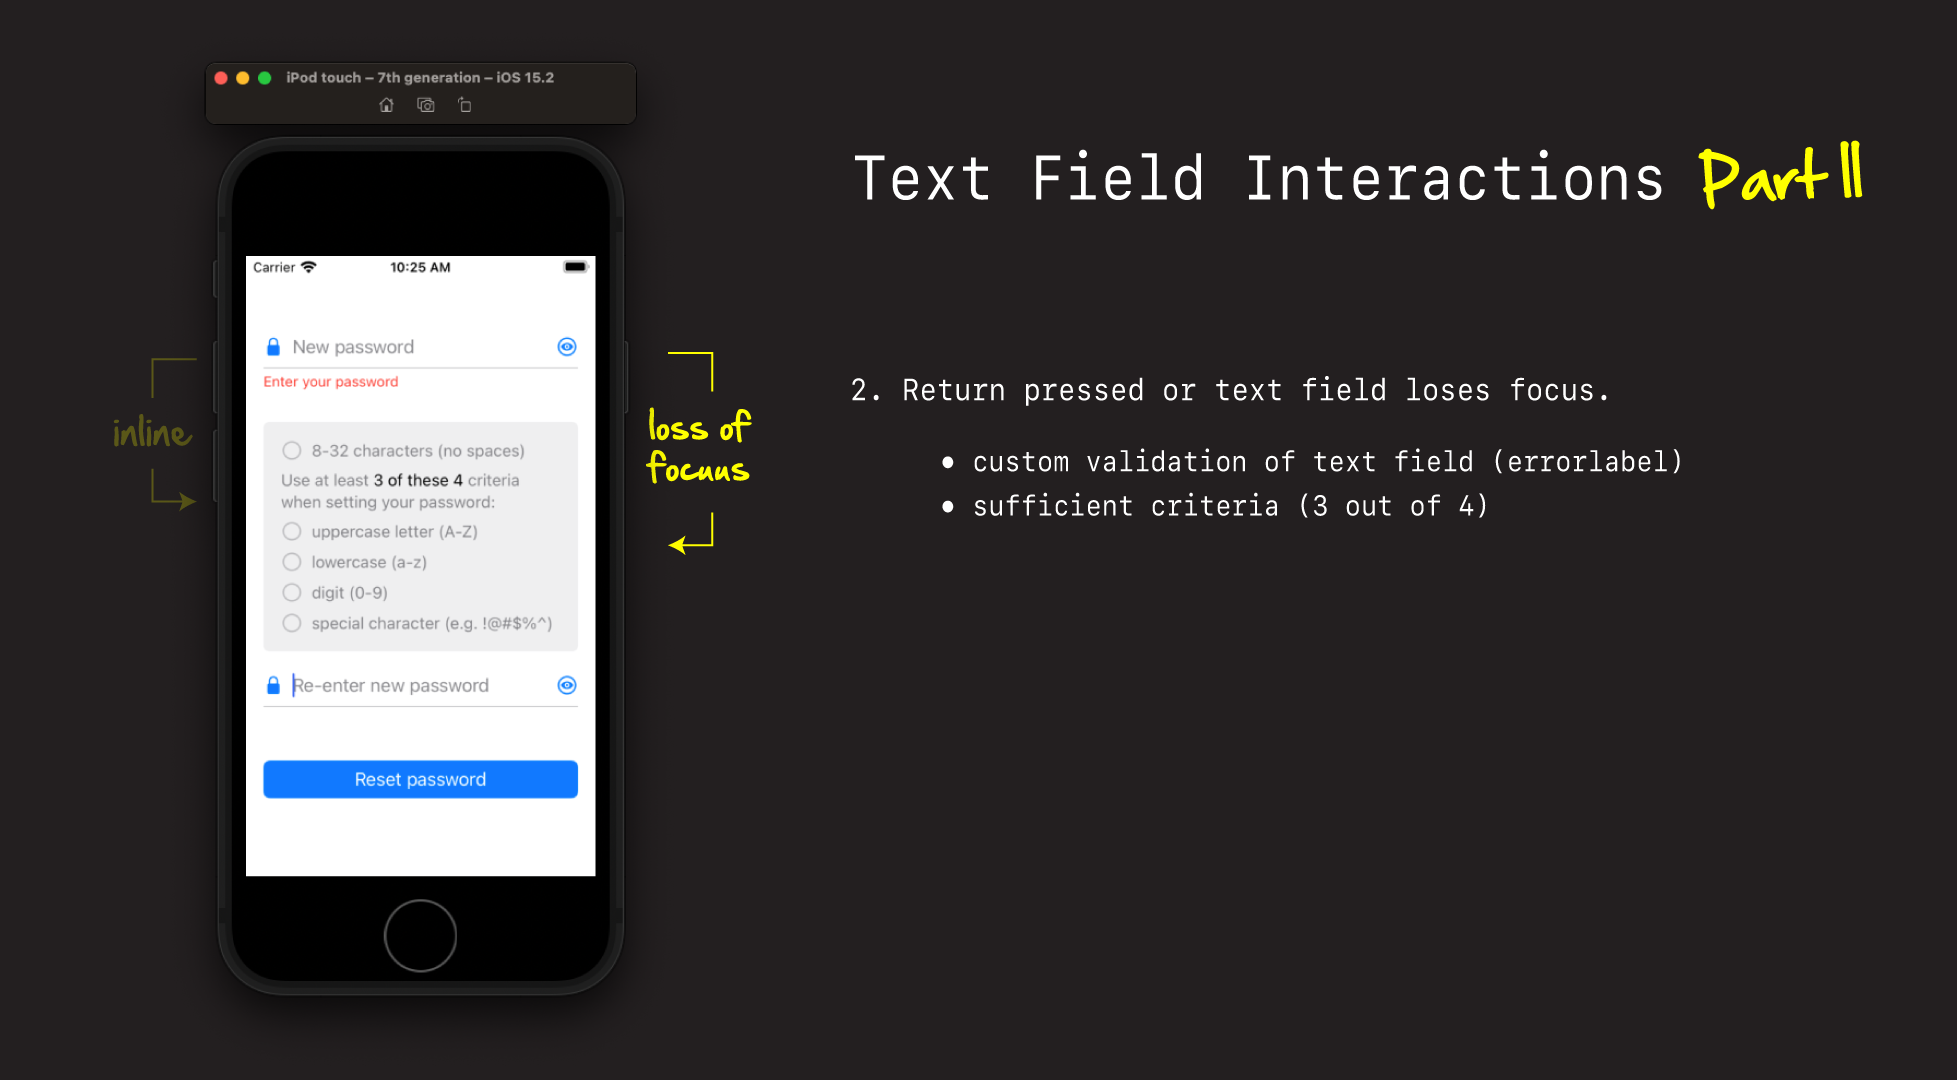 iPod touch – 7th generation – iOS 15.2
Text Field Interactions Part II
Carrier 10:25 AM
New password
Enter your password
inline
8-32 characters (no spaces)
Use at least 3 of these 4 criteria
when setting your password:
uppercase letter (A-Z)
lowercase (a-z)
digit (0-9)
special character (e.g. !@#$%^)
Re-enter new password
Reset password
loss of
focuus
2. Return pressed or text field loses focus.
• custom validation of text field (errorlabel)
• sufficient criteria (3 out of 4)